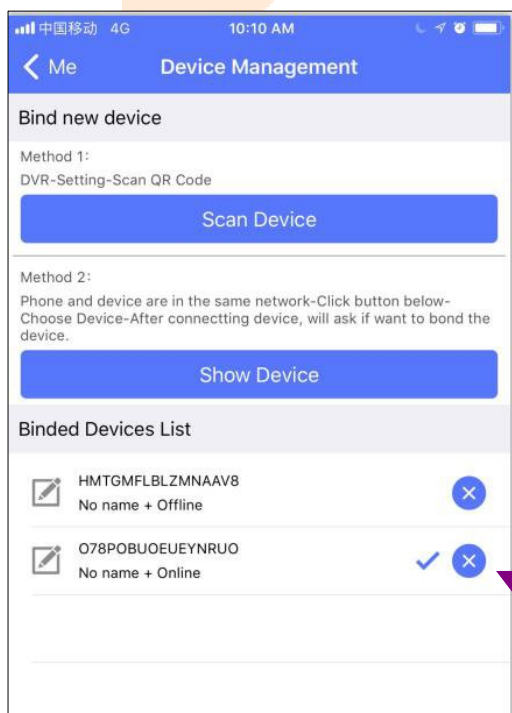 中国移动 4G 10:10 AM
Me Device Management
Bind new device
Method 1:
DVR-Setting-Scan QR Code
Scan Device
Method 2:
Phone and device are in the same network-Click button below-
Choose Device-After connectting device, will ask if want to bond the
device.
Show Device
Binded Devices List
HMTGMFLBLZMNAAV8
No name + Offline
O78POBUOEUEYNRUO
No name + Online